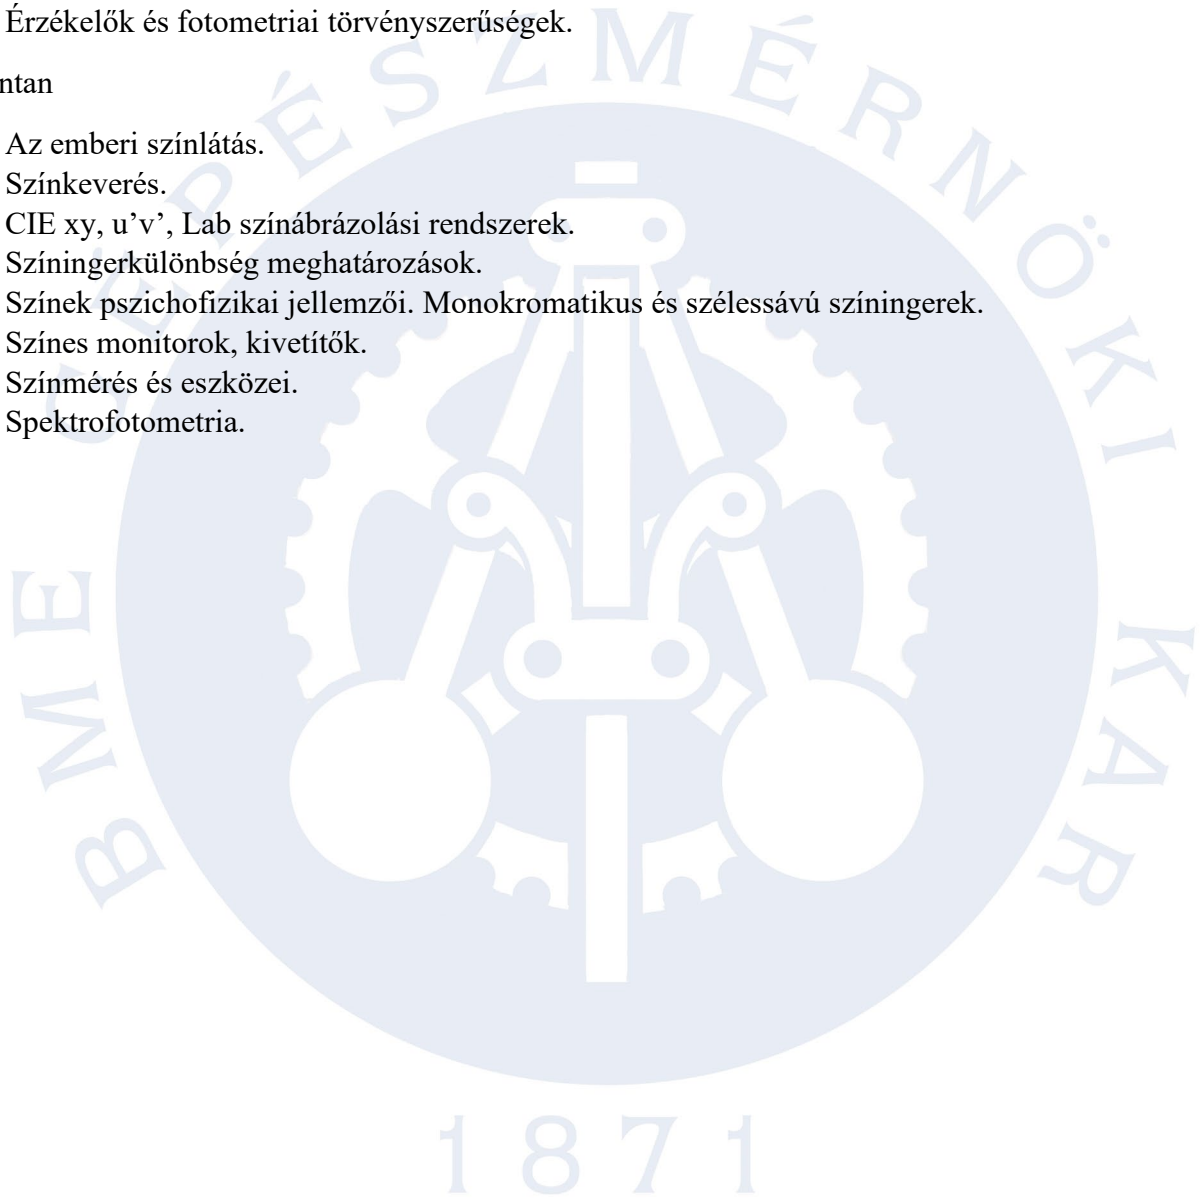 Érzékelők és fotometriai törvényszerűségek.
ntan
Az emberi színlátás.
Színkeverés.
CIE xy, u’v’, Lab színábrázolási rendszerek.
Színingerkülönbség meghatározások.
Színek pszichofizikai jellemzői. Monokromatikus és szélessávú színingerek.
Színes monitorok, kivetítők.
Színmérés és eszközei.
Spektrofotometria.
BME GÉPÉSZMÉRNÖKI KAR
1871